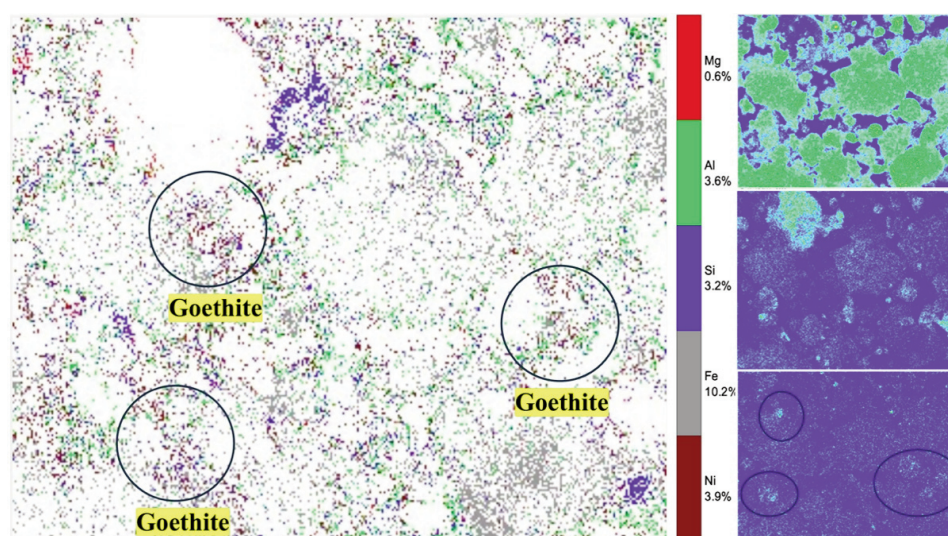 Goethite
Goethite
Goethite
Mg
0.6%
Al
3.6%
Si
3.2%
Fe
10.2%
Ni
3.9%